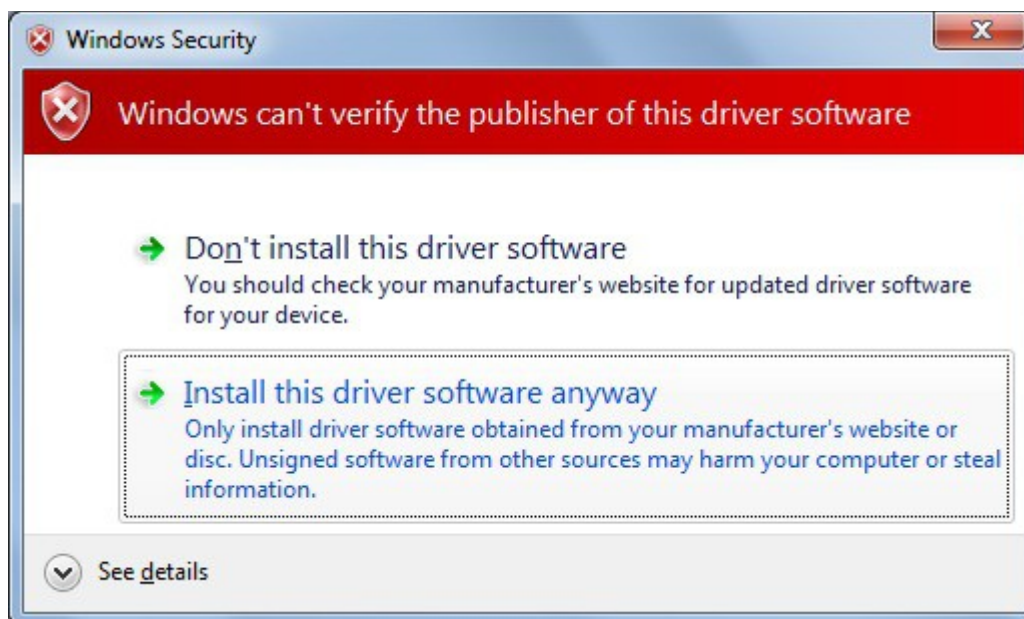 Windows Security
Windows can't verify the publisher of this driver software
Don't install this driver software
You should check your manufacturer's website for updated driver software
for your device.
Install this driver software anyway
Only install driver software obtained from your manufacturer's website or
disc. Unsigned software from other sources may harm your computer or steal
information.
See details